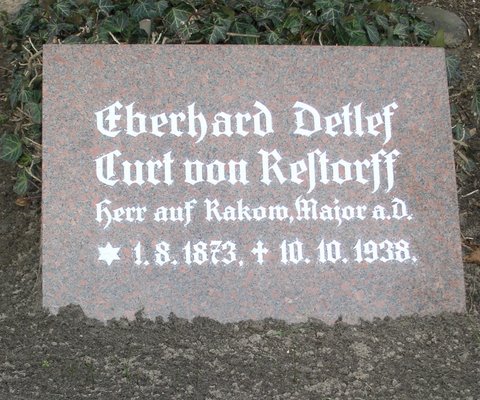 Eberhard Detlef
Curt von Reſtorff
Herr auf Rakow, Major a.D.
✶ 1. 8. 1873. ✝ 10. 10. 1938.